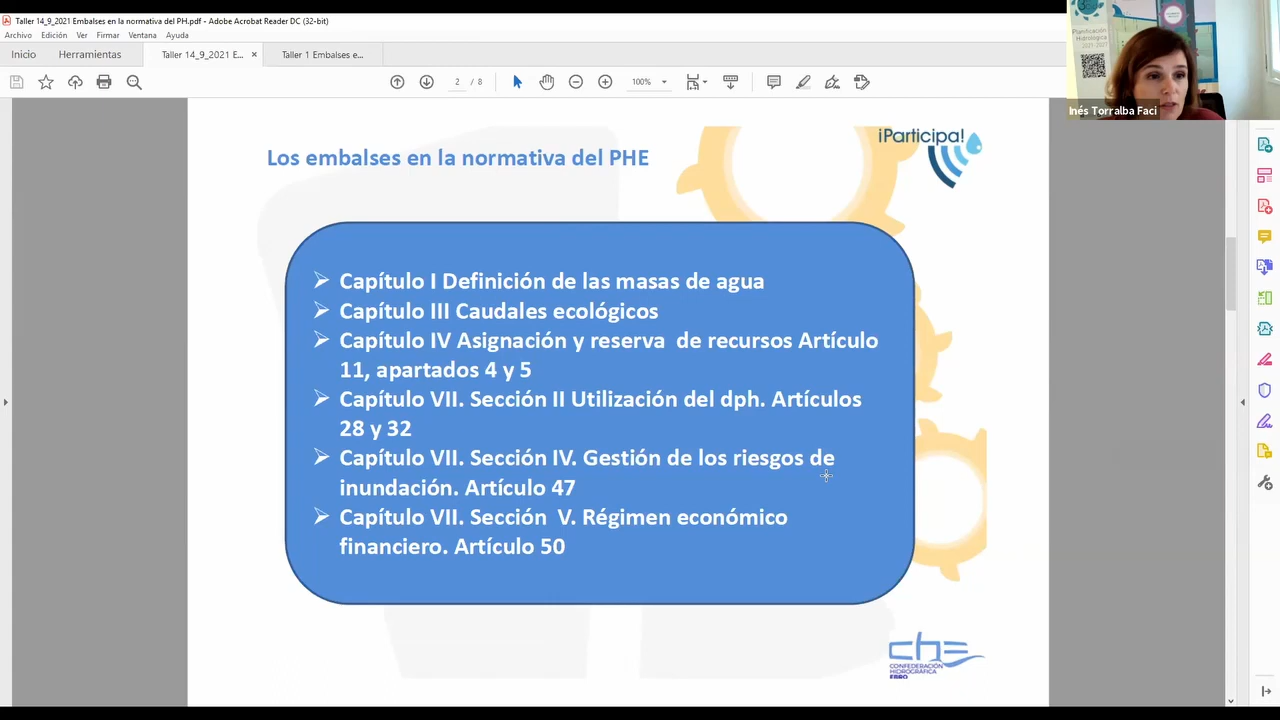 Taller 14_9_2021 Embalses en la normativa del PH.pdf - Adobe Acrobat Reader DC (32-bit)
Archivo Edición Ver Firmar Ventana Ayuda
Inicio Herramientas Taller 14_9_2021 E... × Taller 1 Embalses e...
2 / 8 100%
Planificación
Hidrológica
2021-2027
Inés Torralba Faci
¡Participa!
Los embalses en la normativa del PHE
Capítulo I Definición de las masas de agua
Capítulo III Caudales ecológicos
Capítulo IV Asignación y reserva de recursos Artículo
11, apartados 4 y 5
Capítulo VII. Sección II Utilización del dph. Artículos
28 y 32
Capítulo VII. Sección IV. Gestión de los riesgos de
inundación. Artículo 47
Capítulo VII. Sección V. Régimen económico
financiero. Artículo 50
che
CONFEDERACIÓN
HIDROGRÁFICA
EBRO